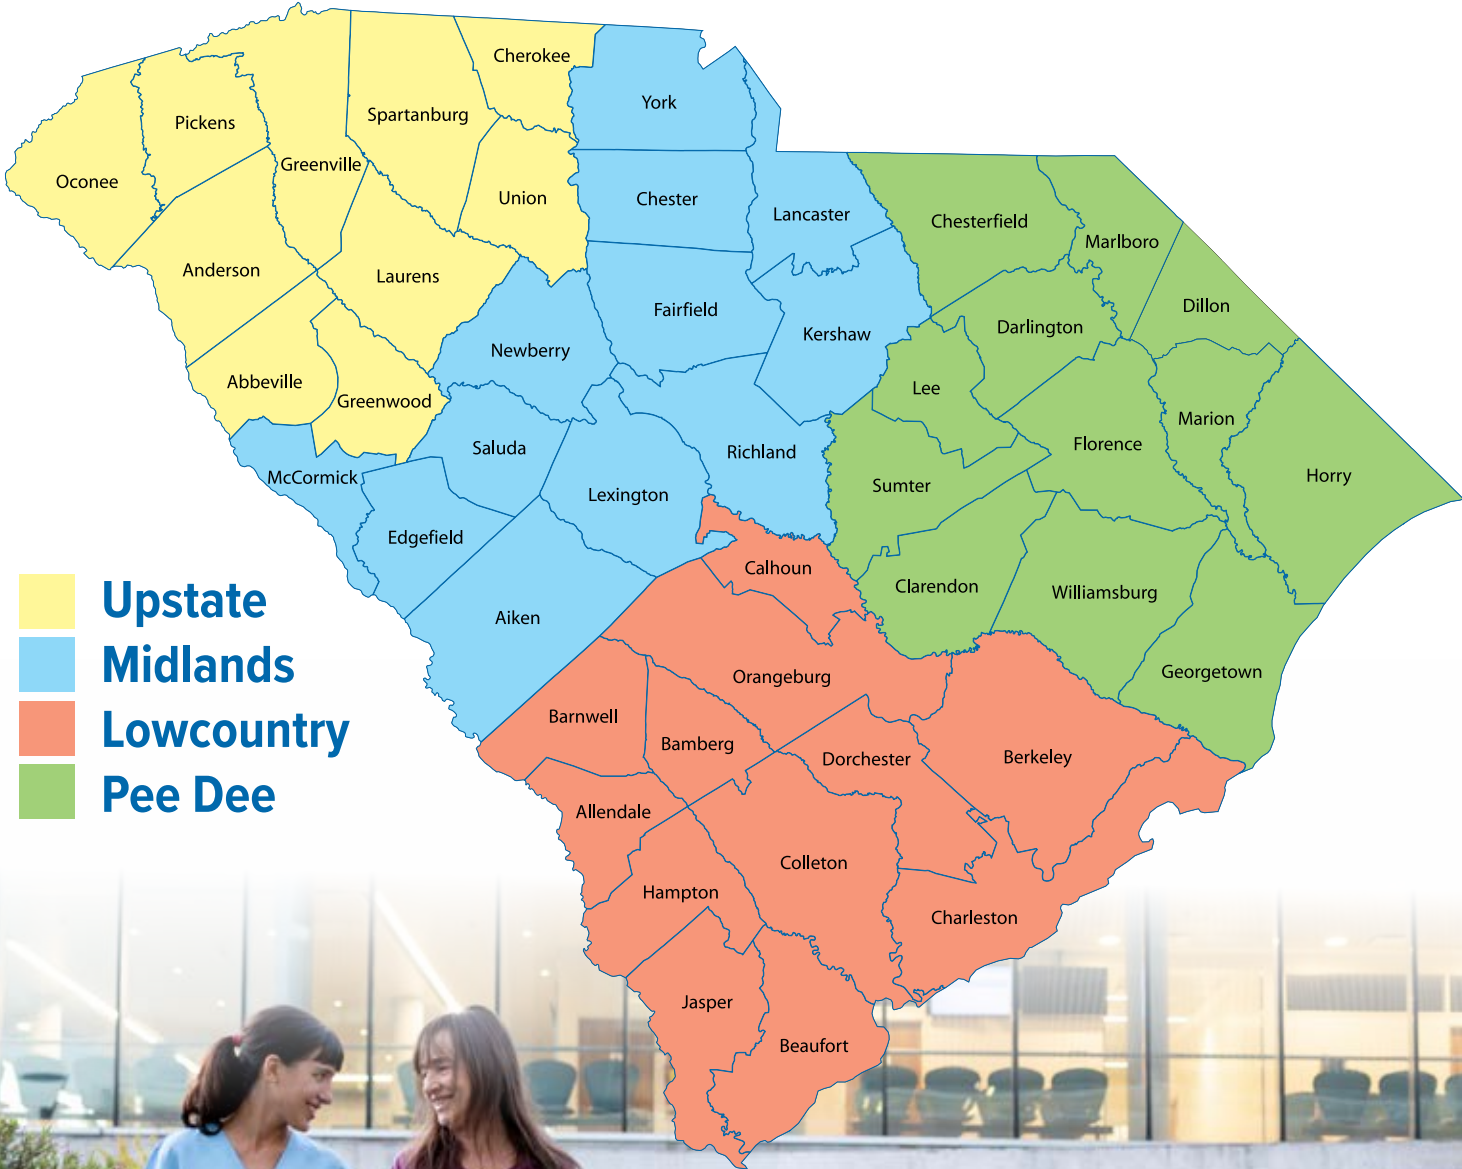 Cherokee
York
Spartanburg
Pickens
Greenville
Oconee
Union
Chester
Lancaster
Chesterfield
Marlboro
Anderson
Laurens
Fairfield
Dillon
Darlington
Kershaw
Newberry
Abbeville
Greenwood
Lee
Marion
Florence
Saluda
Richland
McCormick
Horry
Sumter
Lexington
Edgefield
Calhoun
Clarendon
Williamsburg
Aiken
Orangeburg
Georgetown
Barnwell
Bamberg
Dorchester
Berkeley
Allendale
Colleton
Hampton
Charleston
Jasper
Beaufort
Upstate
Midlands
Lowcountry
Pee Dee